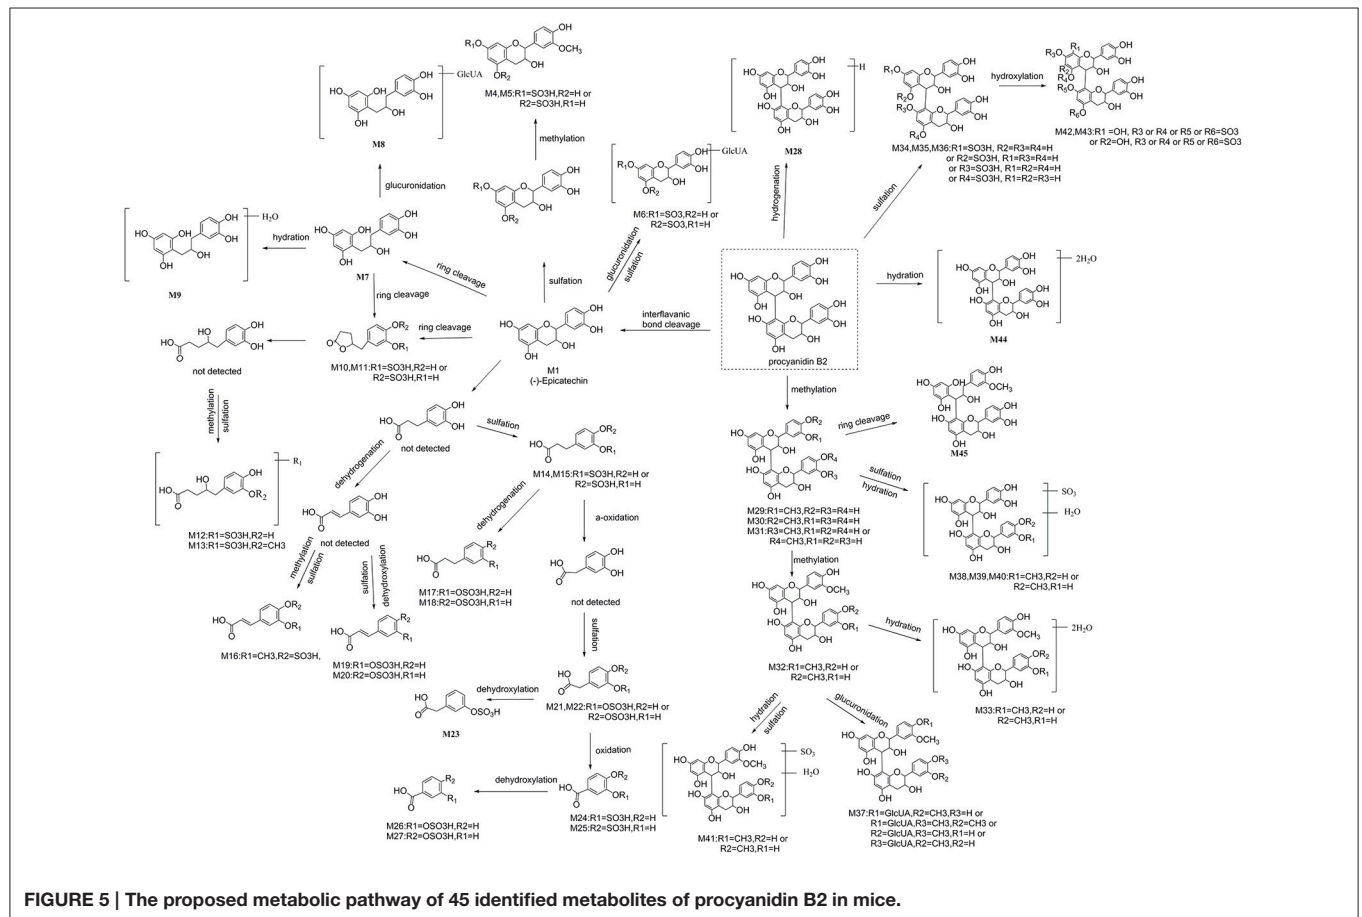 GlcUA
M4,M5:R1=SO3H,R2=H or
R2=SO3H,R1=H
M8
methylation
glucuronidation
H
M28
hydrogenation
hydroxylation
M34,M35,M36:R1=SO3H, R2=R3=R4=H
or R2=SO3H, R1=R3=R4=H
or R3=SO3H, R1=R2=R4=H
or R4=SO3H, R1=R2=R3=H
M42,M43:R1 =OH, R3 or R4 or R5 or R6=SO3
or R2=OH, R3 or R4 or R5 or R6=SO3
sulfation
GlcUA
M6:R1=SO3,R2=H or
R2=SO3,R1=H
glucuronidation
sulfation
H2O
M9
hydration
M7
ring cleavage
ring cleavage
sulfation
ring cleavage
M1
(-)-Epicatechin
interflavanic
bond cleavage
procyanidin B2
hydration
2H2O
M44
not detected
M10,M11:R1=SO3H,R2=H or
R2=SO3H,R1=H
methylation
sulfation
R1
M12:R1=SO3H,R2=H
M13:R1=SO3H,R2=CH3
not detected
sulfation
dehydrogenation
not detected
methylation
sulfation
sulfation
dehydroxylation
M16:R1=CH3,R2=SO3H,
M19:R1=OSO3H,R2=H
M20:R2=OSO3H,R1=H
M14,M15:R1=SO3H,R2=H or
R2=SO3H,R1=H
dehydrogenation
a-oxidation
M17:R1=OSO3H,R2=H
M18:R2=OSO3H,R1=H
not detected
sulfation
M21,M22:R1=OSO3H,R2=H or
R2=OSO3H,R1=H
dehydroxylation
M23
oxidation
M24:R1=SO3H,R2=H
M25:R2=SO3H,R1=H
dehydroxylation
M26:R1=OSO3H,R2=H
M27:R2=OSO3H,R1=H
methylation
ring cleavage
M45
M29:R1=CH3,R2=R3=R4=H
M30:R2=CH3,R1=R3=R4=H
M31:R3=CH3,R1=R2=R4=H or
R4=CH3,R1=R2=R3=H
sulfation
hydration
SO3
H2O
M38,M39,M40:R1=CH3,R2=H or
R2=CH3,R1=H
methylation
M32:R1=CH3,R2=H or
R2=CH3,R1=H
hydration
2H2O
M33:R1=CH3,R2=H or
R2=CH3,R1=H
hydration
sulfation
glucuronidation
SO3
H2O
M41:R1=CH3,R2=H or
R2=CH3,R1=H
M37:R1=GlcUA,R2=CH3,R3=H or
R1=GlcUA,R3=CH3,R2=CH3 or
R2=GlcUA,R3=CH3,R1=H or
R3=GlcUA,R2=CH3,R2=H
FIGURE 5 | The proposed metabolic pathway of 45 identified metabolites of procyanidin B2 in mice.